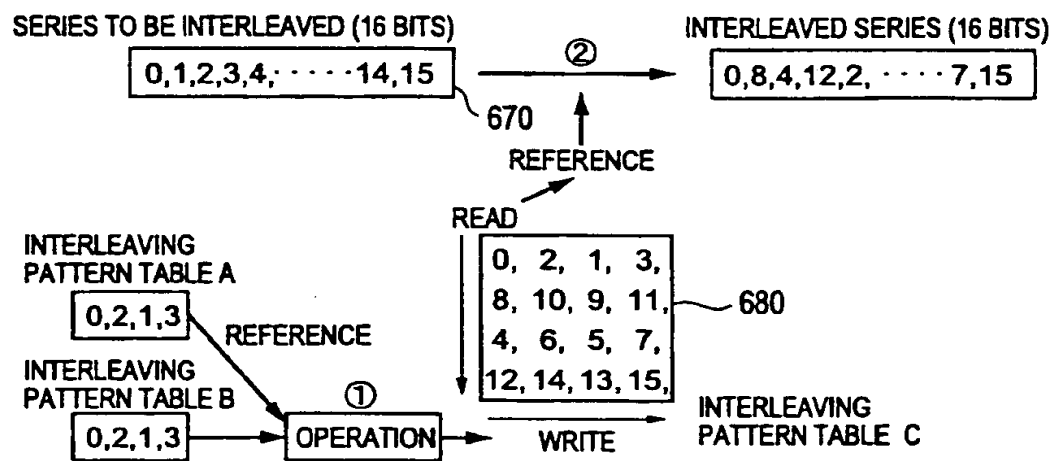 SERIES TO BE INTERLEAVED (16 BITS)
0,1,2,3,4,·····14,15
670
②
INTERLEAVED SERIES (16 BITS)
0,8,4,12,2, ····7,15
REFERENCE
READ
0, 2, 1, 3,
8, 10, 9, 11,
4, 6, 5, 7,
12, 14, 13, 15,
680
INTERLEAVING
PATTERN TABLE A
0,2,1,3
REFERENCE
INTERLEAVING
PATTERN TABLE B
0,2,1,3
①
OPERATION
WRITE
INTERLEAVING
PATTERN TABLE C